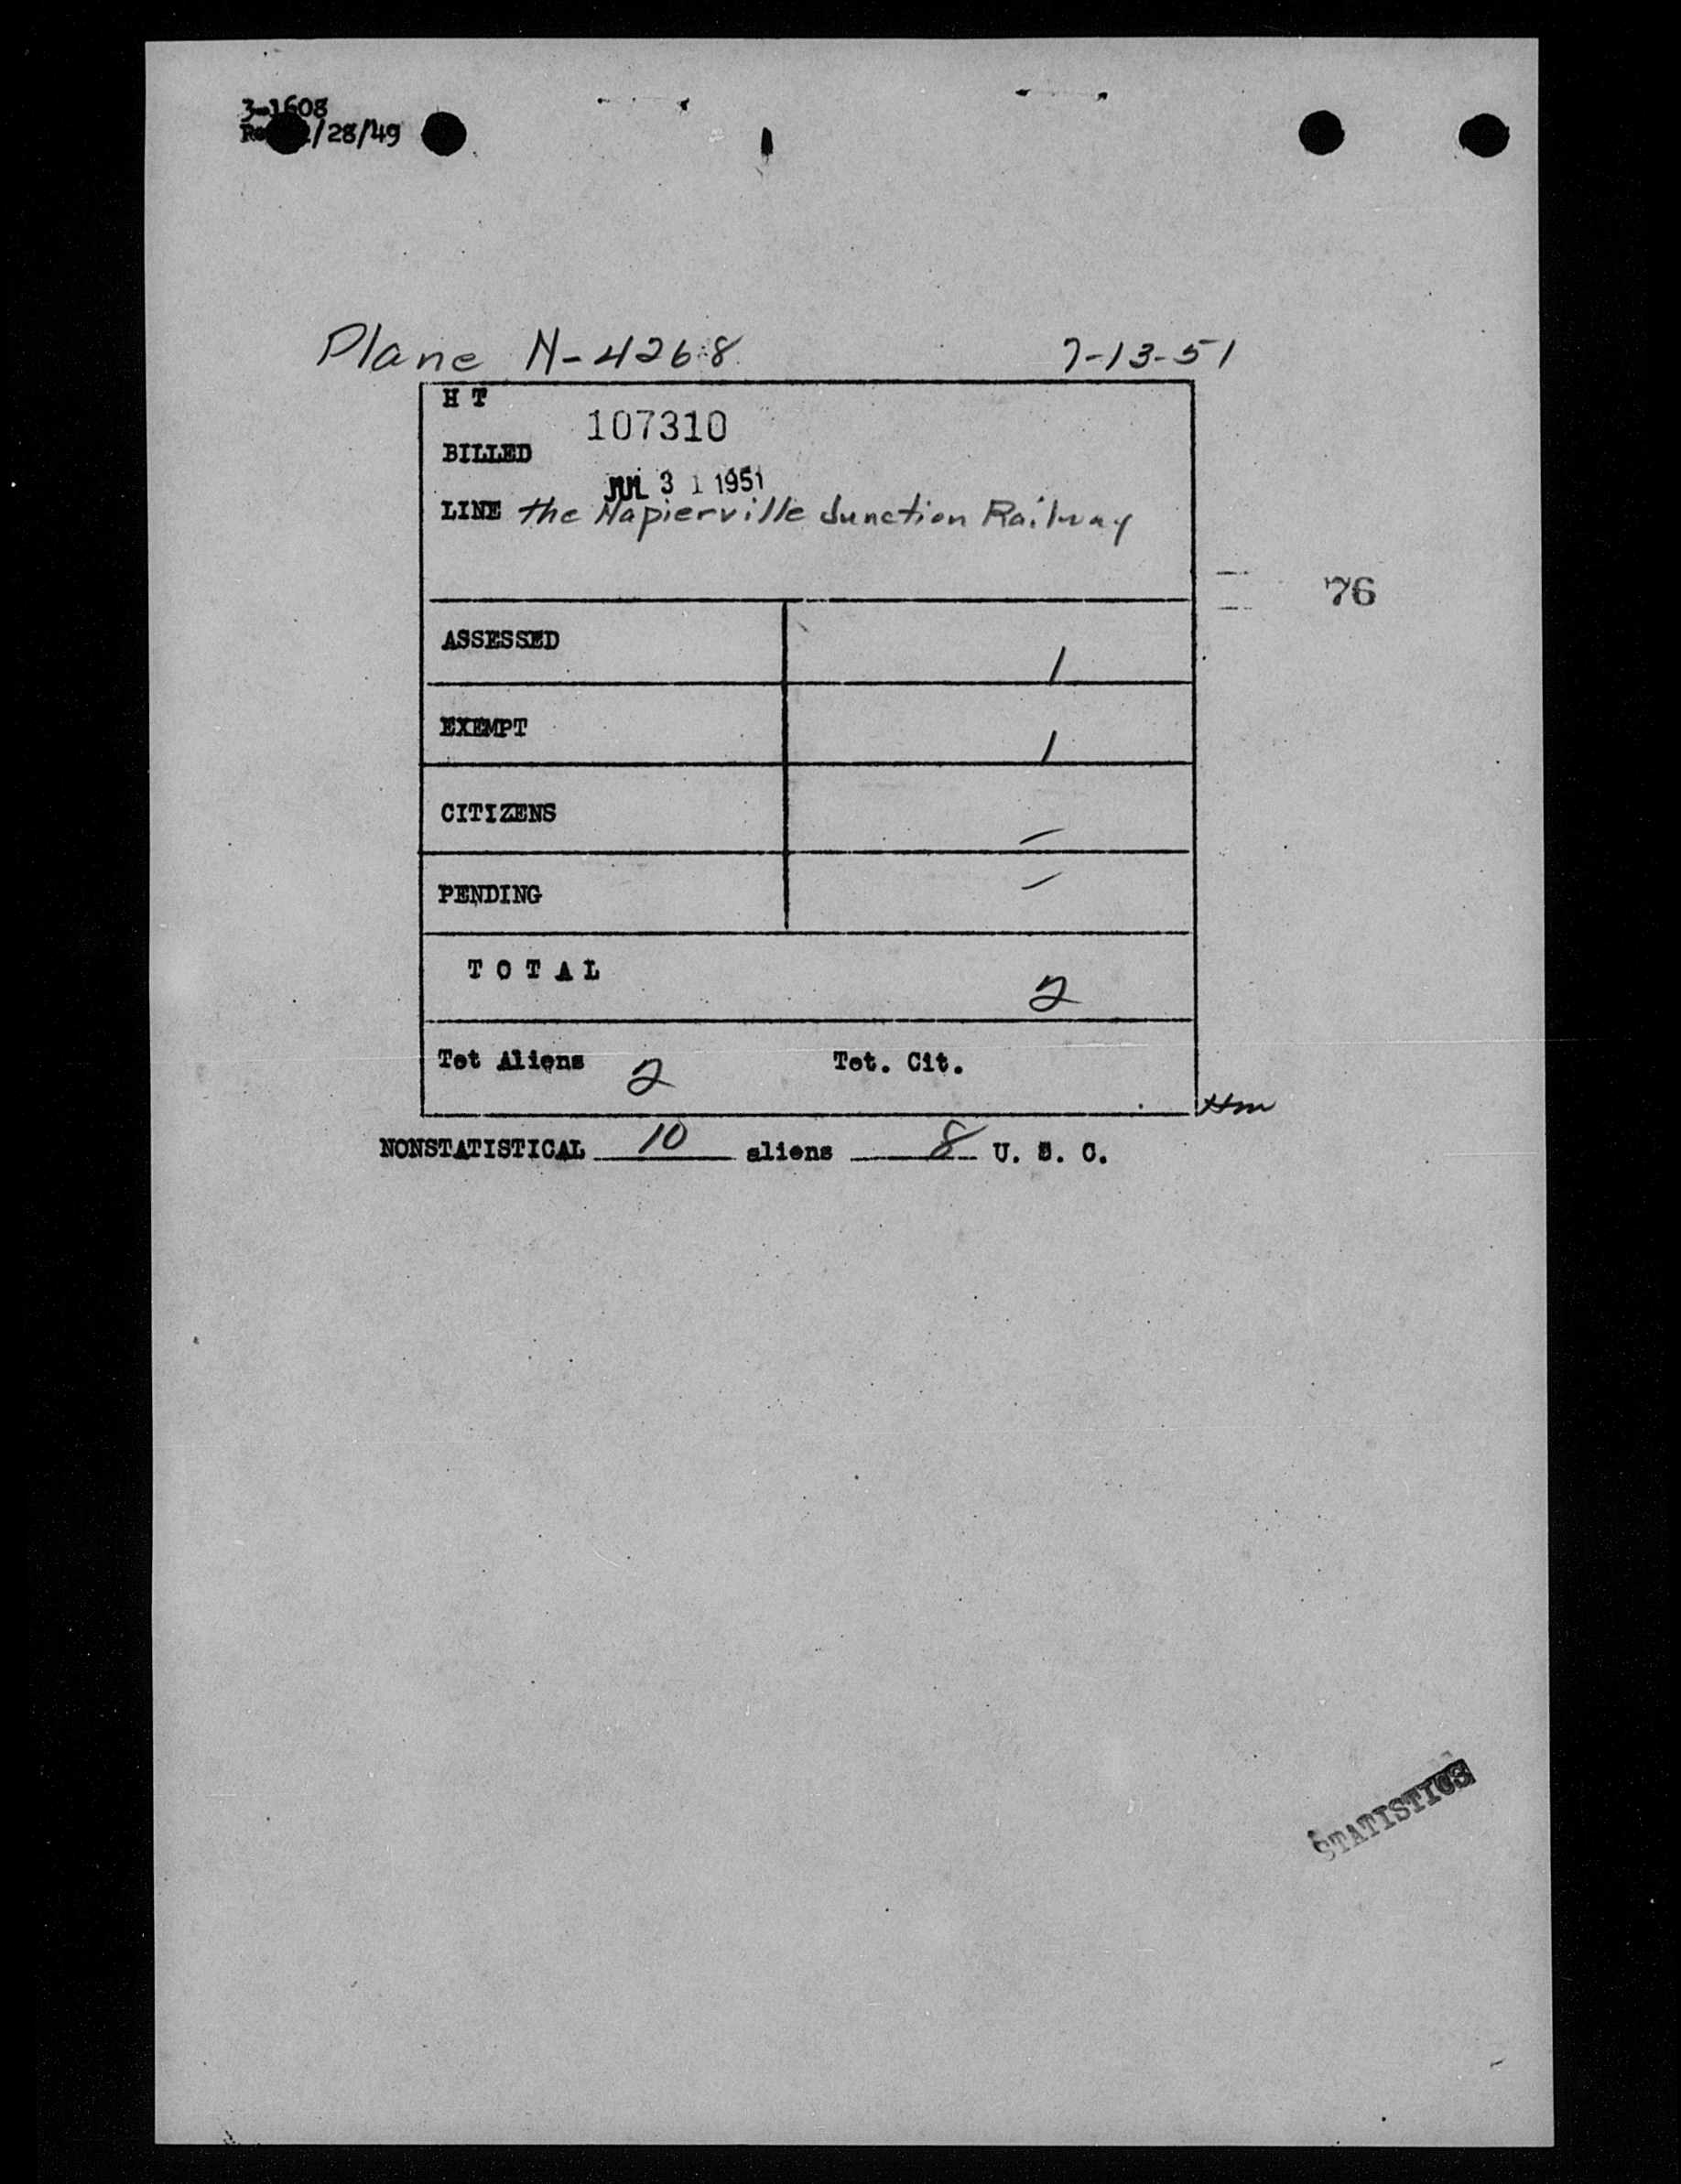 3-1608
/28/49
Plane N-4268 7-13-51
H T
107310
BILLED
JUL 3 1 1951
LINE the Napierville Junction Railway
76
ASSESSED 1
EXEMPT 1
CITIZENS –
PENDING –
T O T A L 2
Tot Aliens 2 Tot. Cit.
Hm
NONSTATISTICAL 10 aliens 8 U. S. C.
STATISTICS